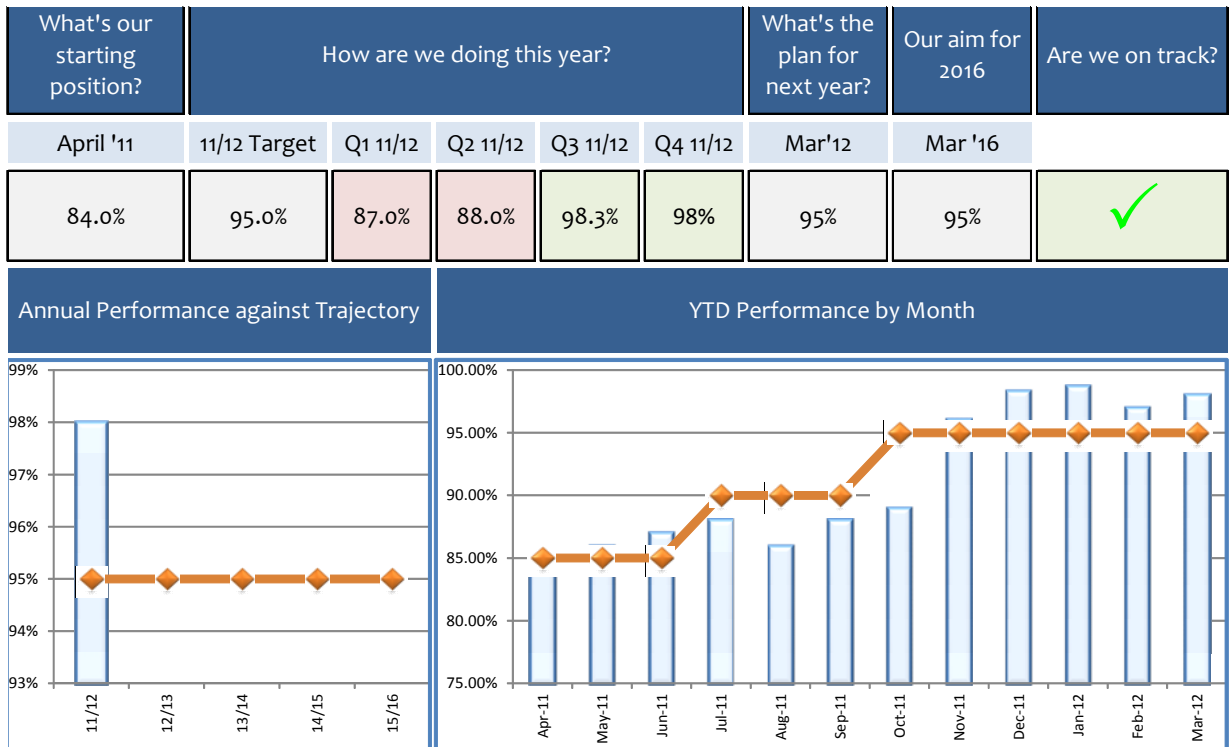 What's our
starting
position?
How are we doing this year?
What's the
plan for
next year?
Our aim for
2016
Are we on track?
April '11
11/12 Target
Q1 11/12
Q2 11/12
Q3 11/12
Q4 11/12
Mar'12
Mar '16
84.0%
95.0%
87.0%
88.0%
98.3%
98%
95%
95%
Annual Performance against Trajectory
YTD Performance by Month
99%
98%
97%
96%
95%
94%
93%
11/12
12/13
13/14
14/15
15/16
100.00%
95.00%
90.00%
85.00%
80.00%
75.00%
Apr-11
May-11
Jun-11
Jul-11
Aug-11
Sep-11
Oct-11
Nov-11
Dec-11
Jan-12
Feb-12
Mar-12